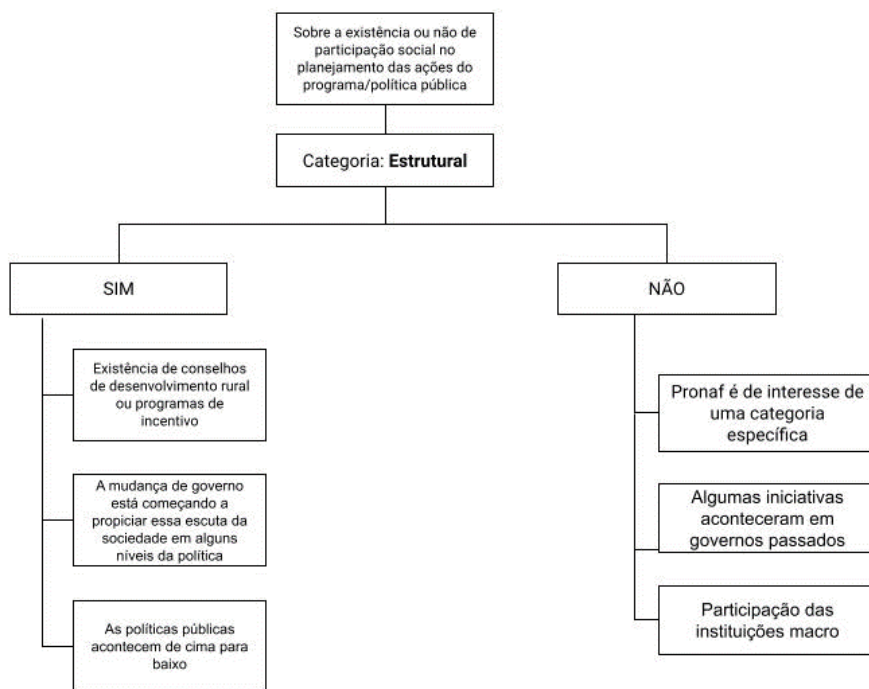 Sobre a existência ou não de
participação social no
planejamento das ações do
programa/política pública
Categoria: Estrutural
SIM
NÃO
Existência de conselhos
de desenvolvimento rural
ou programas de
incentivo
A mudança de governo
está começando a
propiciar essa escuta da
sociedade em alguns
níveis da política
As políticas públicas
acontecem de cima para
baixo
Pronaf é de interesse de
uma categoria
específica
Algumas iniciativas
aconteceram em
governos passados
Participação das
instituições macro